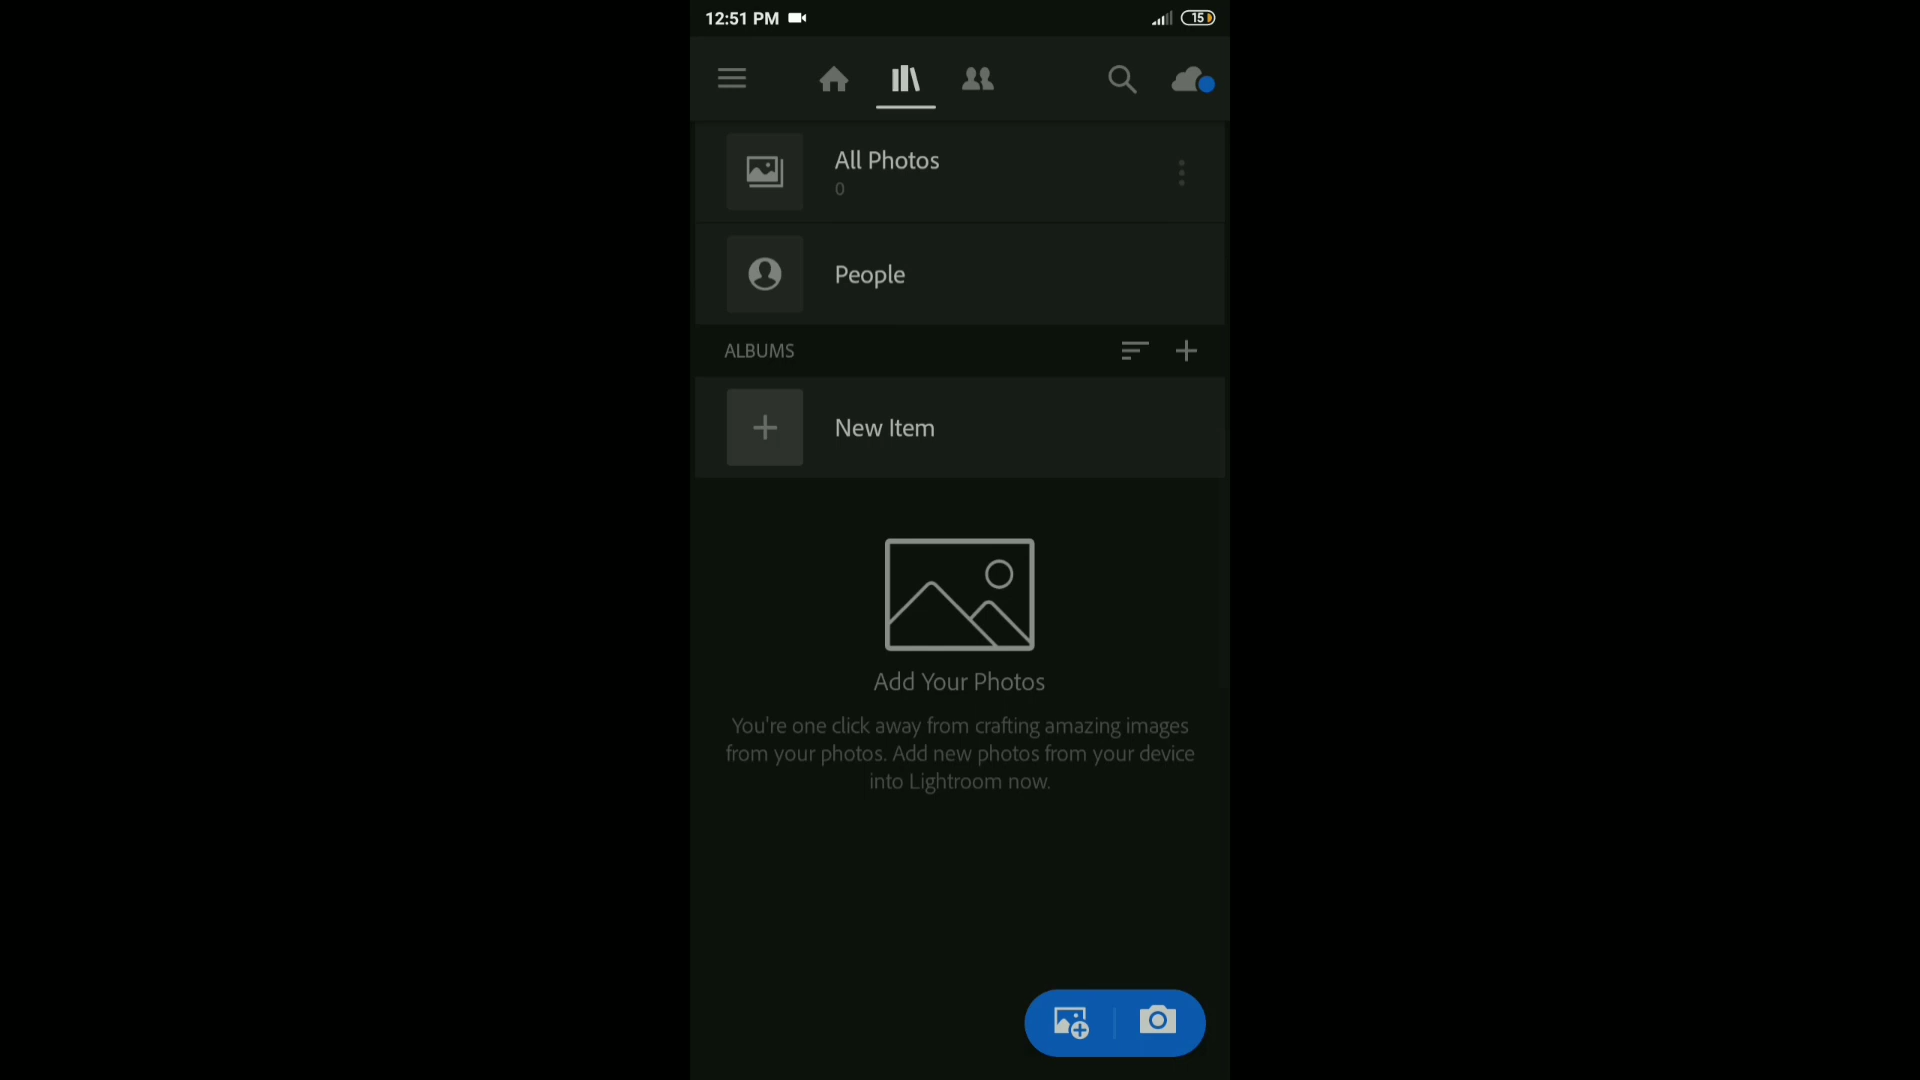 12:51 PM
15
All Photos
0
People
ALBUMS
New Item
Add Your Photos
You're one click away from crafting amazing images
from your photos. Add new photos from your device
into Lightroom now.